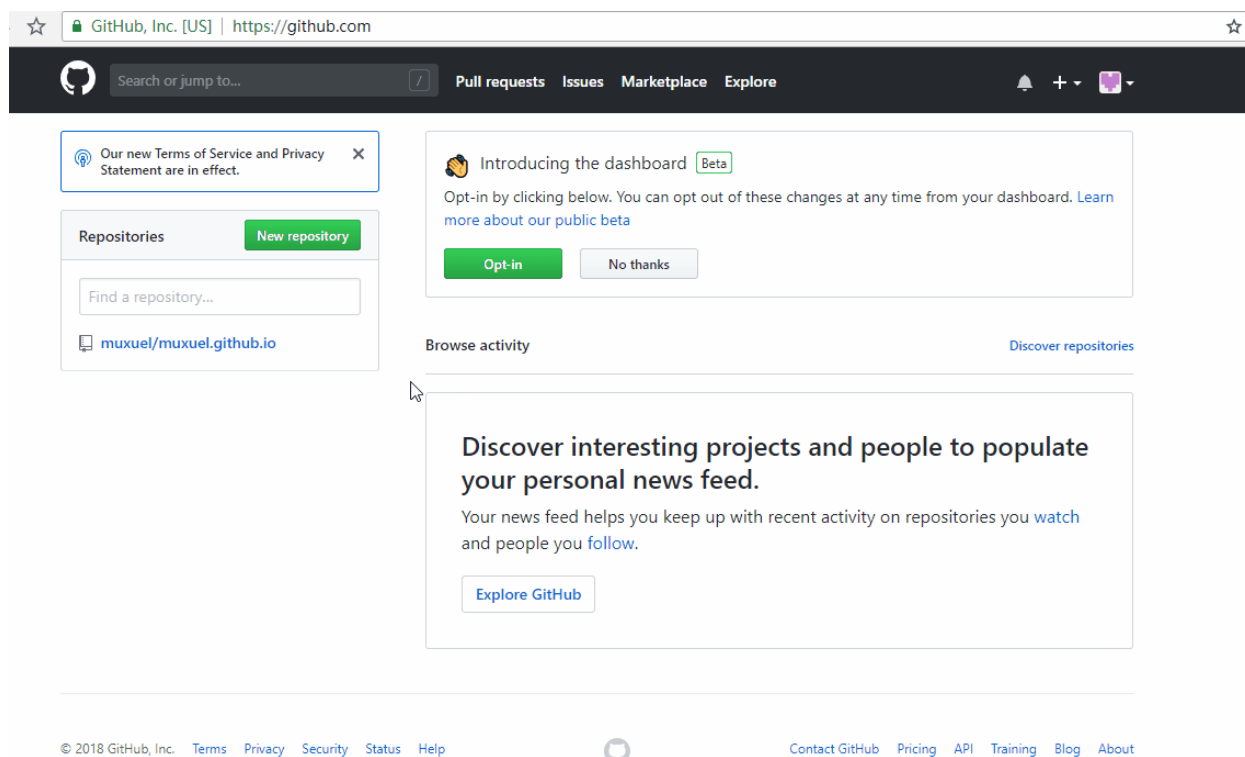 GitHub, Inc. [US] | https://github.com
Search or jump to... /
Pull requests Issues Marketplace Explore
Our new Terms of Service and Privacy
Statement are in effect.
Repositories
New repository
Find a repository...
muxuel/muxuel.github.io
Introducing the dashboard Beta
Opt-in by clicking below. You can opt out of these changes at any time from your dashboard. Learn
more about our public beta
Opt-in
No thanks
Browse activity
Discover repositories
Discover interesting projects and people to populate
your personal news feed.
Your news feed helps you keep up with recent activity on repositories you watch
and people you follow.
Explore GitHub
© 2018 GitHub, Inc. Terms Privacy Security Status Help
Contact GitHub Pricing API Training Blog About